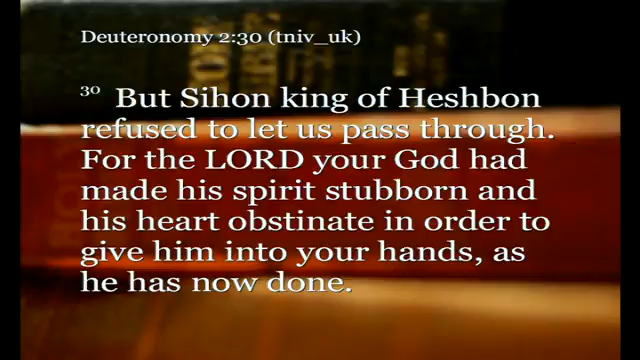 Deuteronomy 2:30 (tniv_uk)
30 But Sihon king of Heshbon
refused to let us pass through.
For the LORD your God had
made his spirit stubborn and
his heart obstinate in order to
give him into your hands, as
he has now done.